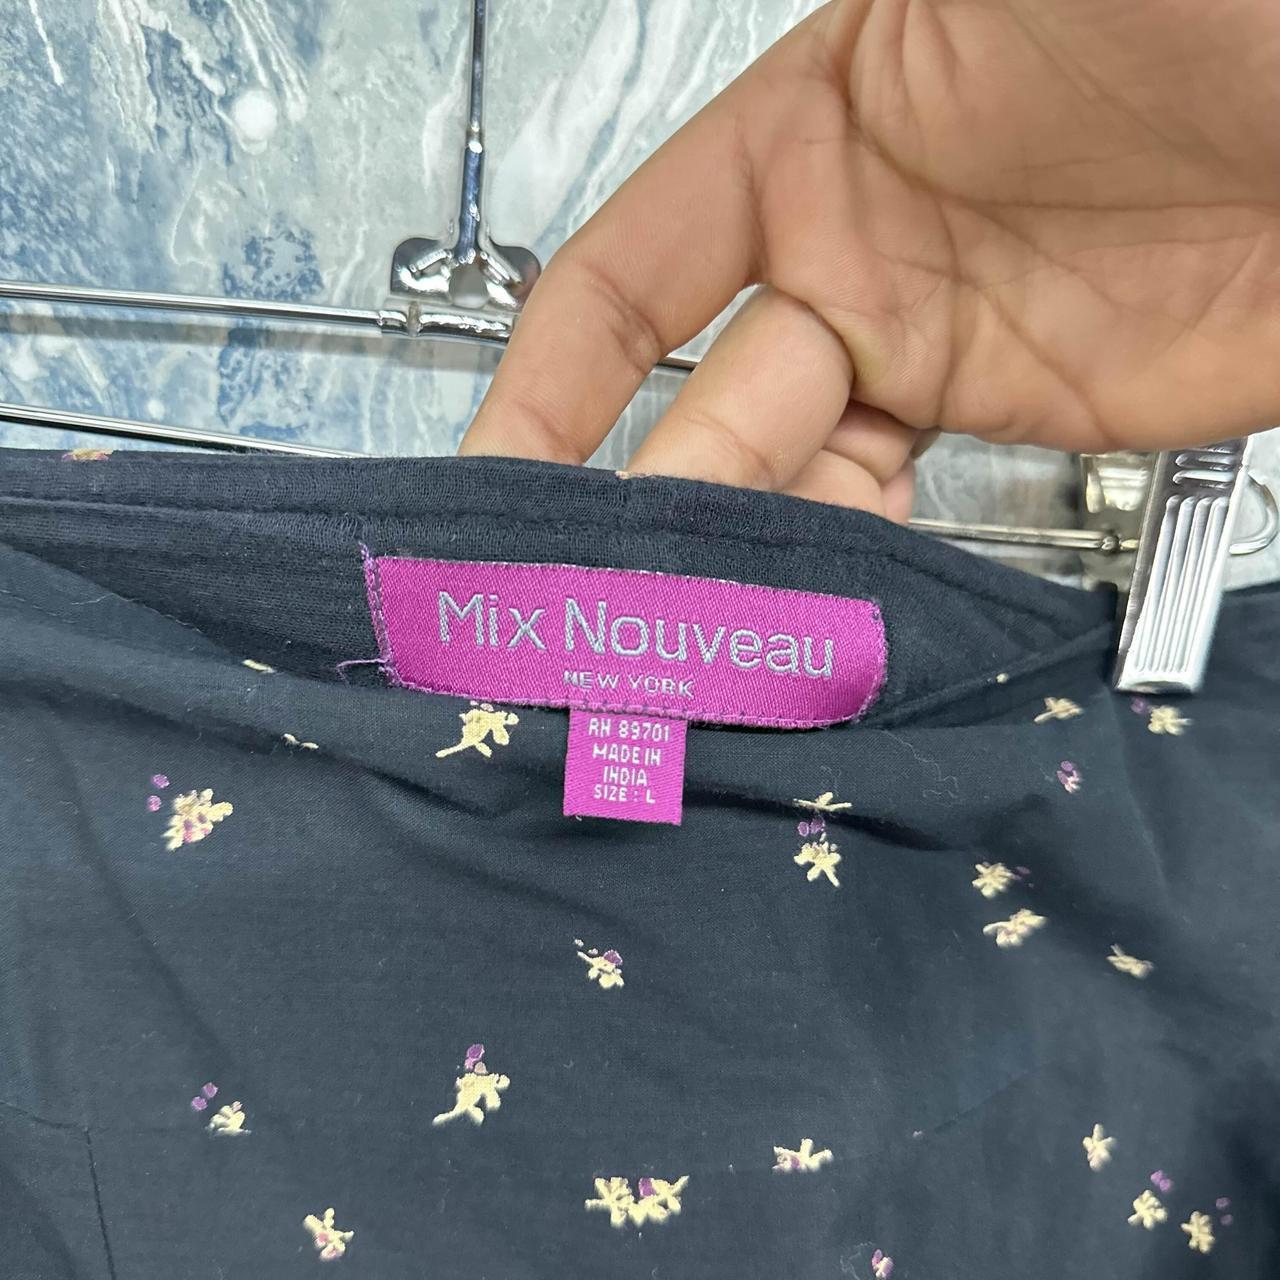 Mix Nouveau
NEW YORK
RN 89701
MADE IN
INDIA
SIZE : L